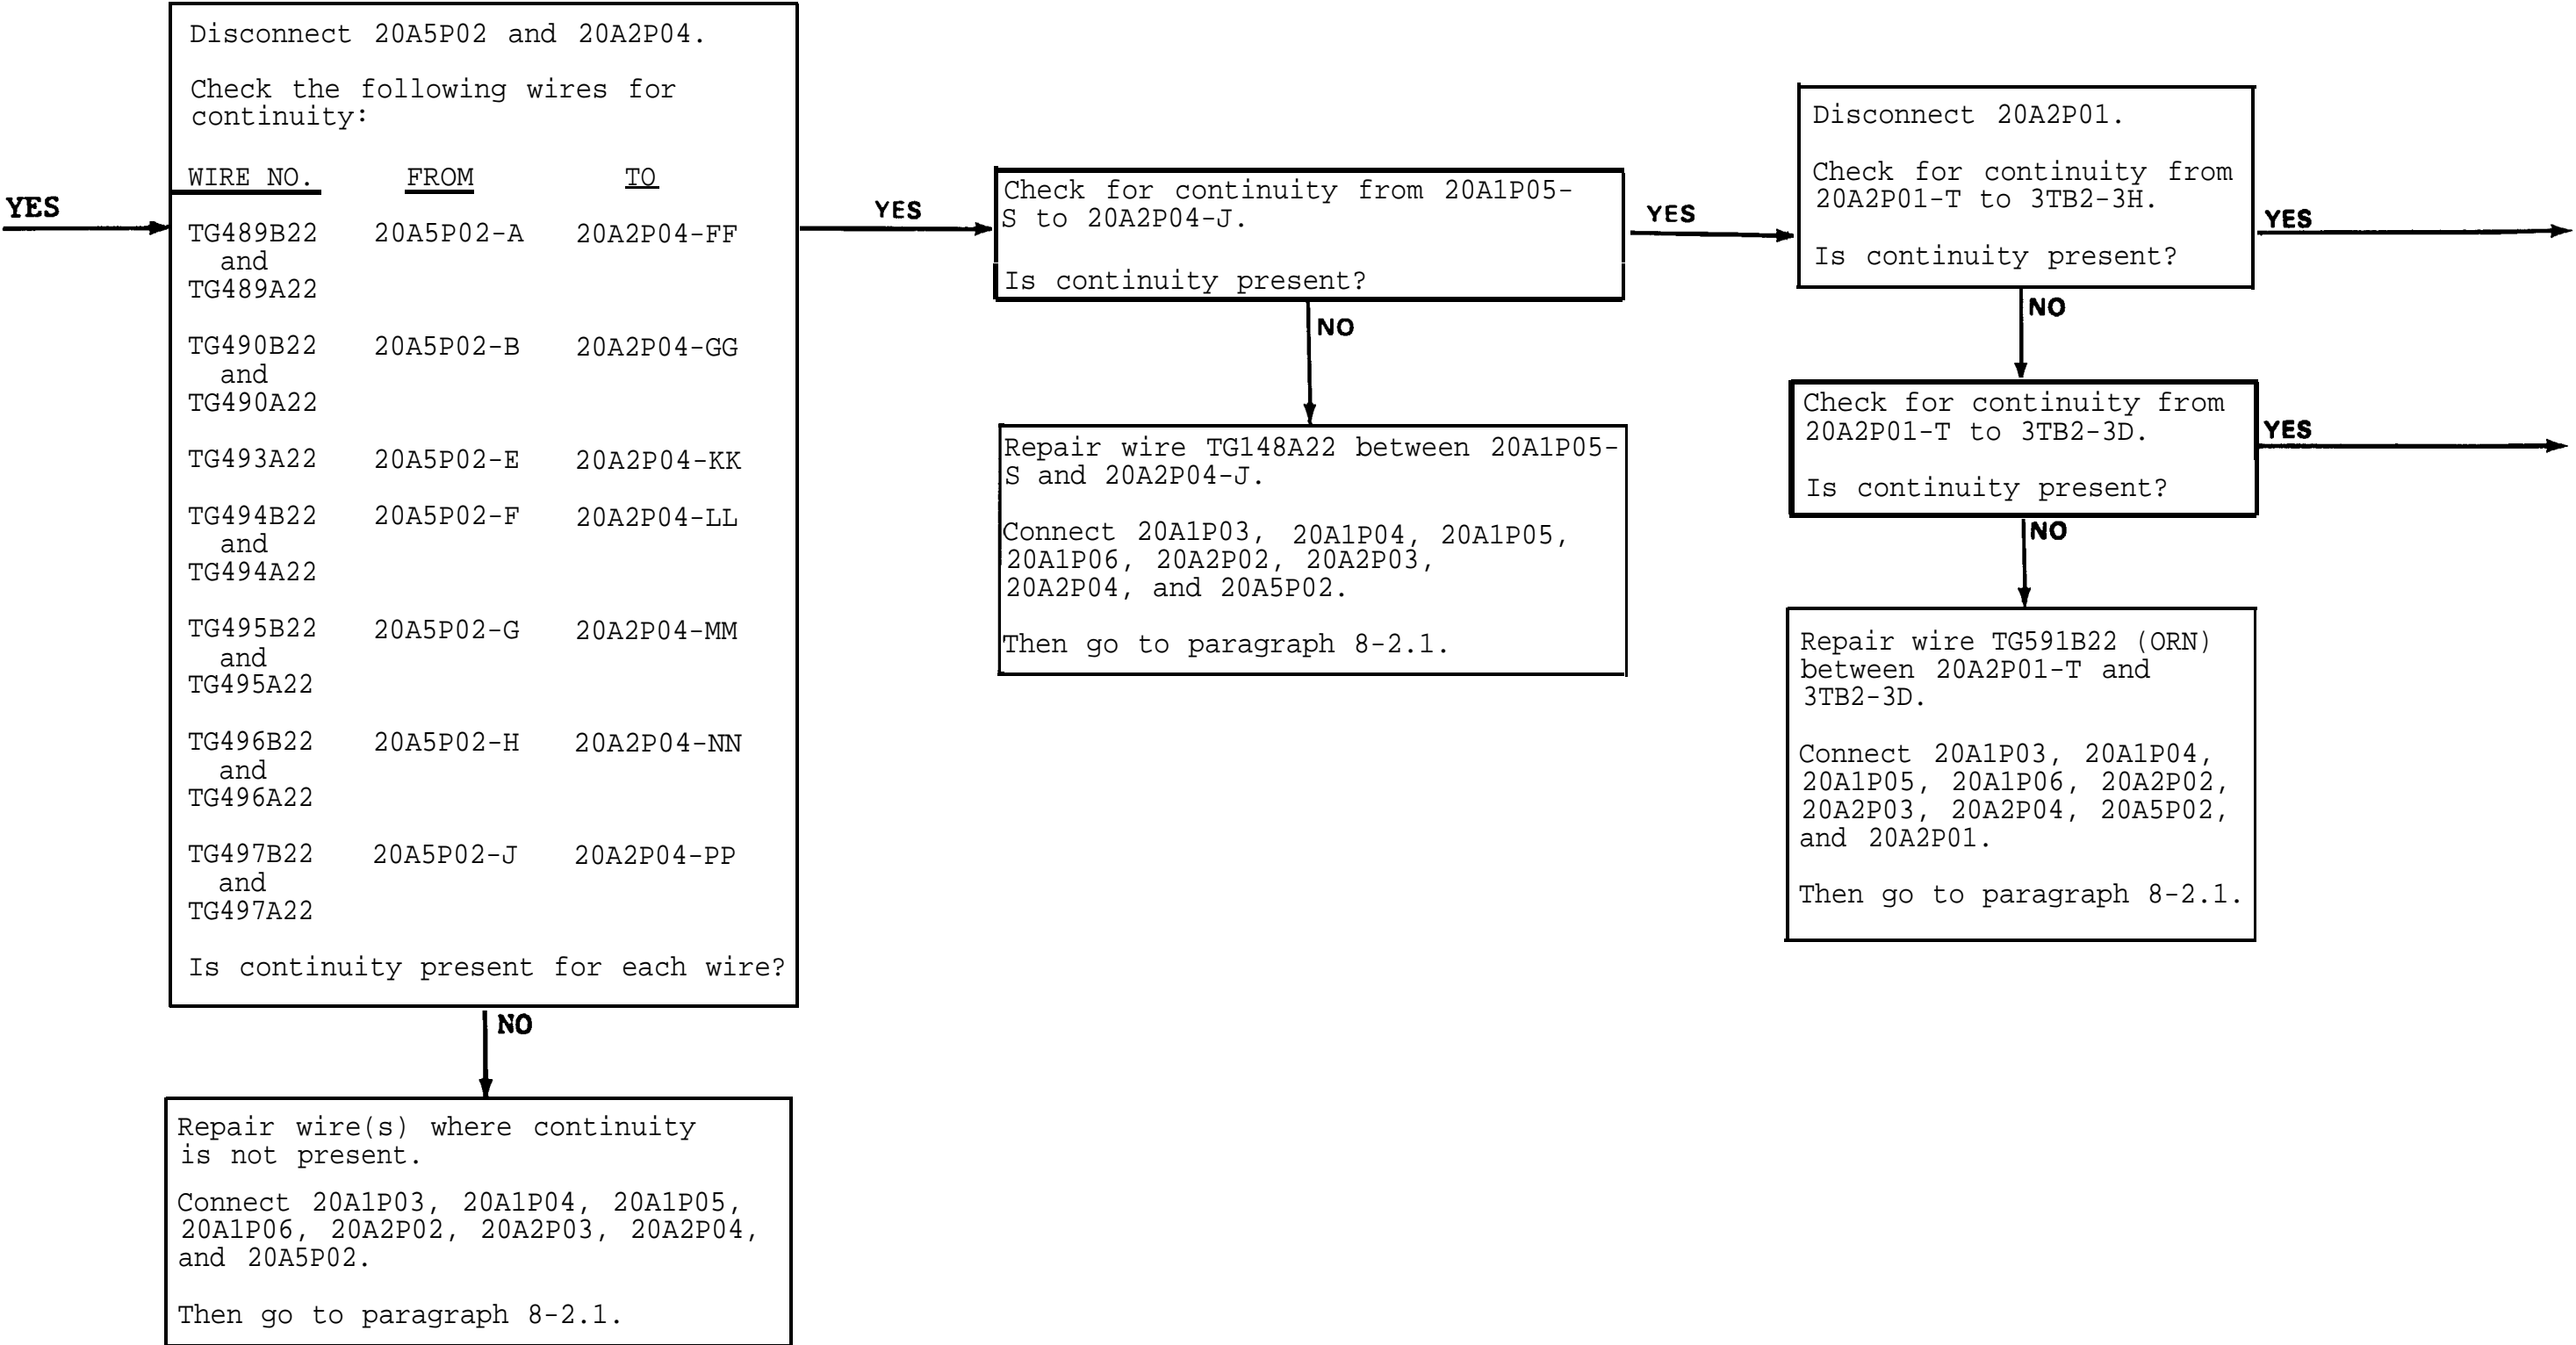 YES
Disconnect 20A5P02 and 20A2P04.
Check the following wires for
continuity:
WIRE NO. FROM TO
TG489B22 20A5P02-A 20A2P04-FF
and
TG489A22
TG490B22 20A5P02-B 20A2P04-GG
and
TG490A22
TG493A22 20A5P02-E 20A2P04-KK
TG494B22 20A5P02-F 20A2P04-LL
and
TG494A22
TG495B22 20A5P02-G 20A2P04-MM
and
TG495A22
TG496B22 20A5P02-H 20A2P04-NN
and
TG496A22
TG497B22 20A5P02-J 20A2P04-PP
and
TG497A22
Is continuity present for each wire?
NO
Repair wire(s) where continuity
is not present.
Connect 20A1P03, 20A1P04, 20A1P05,
20A1P06, 20A2P02, 20A2P03, 20A2P04,
and 20A5P02.
Then go to paragraph 8-2.1.
YES
Check for continuity from 20A1P05-
S to 20A2P04-J.
Is continuity present?
NO
Repair wire TG148A22 between 20A1P05-
S and 20A2P04-J.
Connect 20A1P03, 20A1P04, 20A1P05,
20A1P06, 20A2P02, 20A2P03,
20A2P04, and 20A5P02.
Then go to paragraph 8-2.1.
YES
Disconnect 20A2P01.
Check for continuity from
20A2P01-T to 3TB2-3H.
Is continuity present?
YES
NO
Check for continuity from
20A2P01-T to 3TB2-3D.
Is continuity present?
YES
NO
Repair wire TG591B22 (ORN)
between 20A2P01-T and
3TB2-3D.
Connect 20A1P03, 20A1P04,
20A1P05, 20A1P06, 20A2P02,
20A2P03, 20A2P04, 20A5P02,
and 20A2P01.
Then go to paragraph 8-2.1.